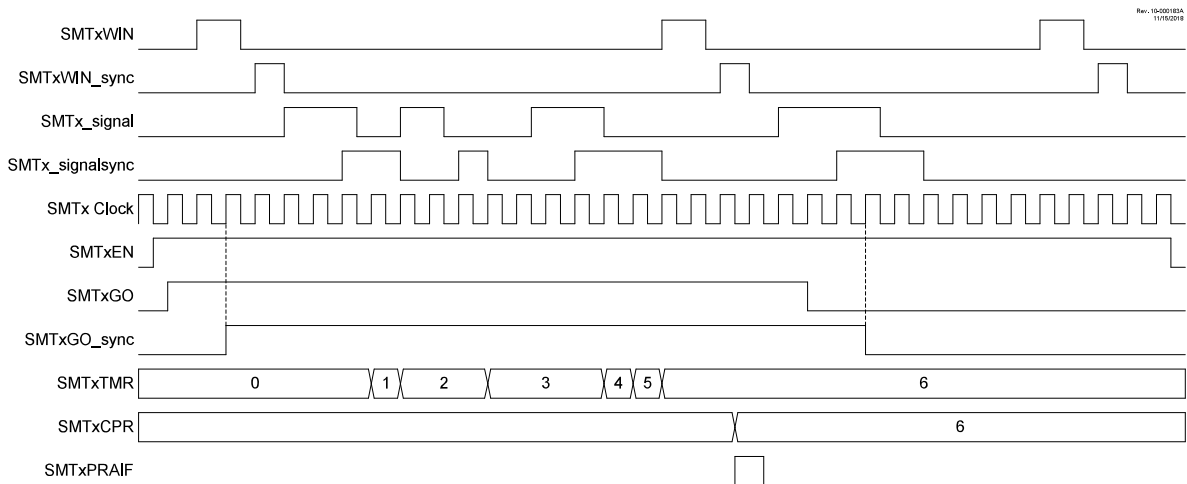 Rev. 10-000183A
11/15/2018
SMTxWIN
SMTxWIN_sync
SMTx_signal
SMTx_signalsync
SMTx Clock
SMTxEN
SMTxGO
SMTxGO_sync
SMTxTMR 0 1 2 3 4 5 6
SMTxCPR 6
SMTxPRAIF